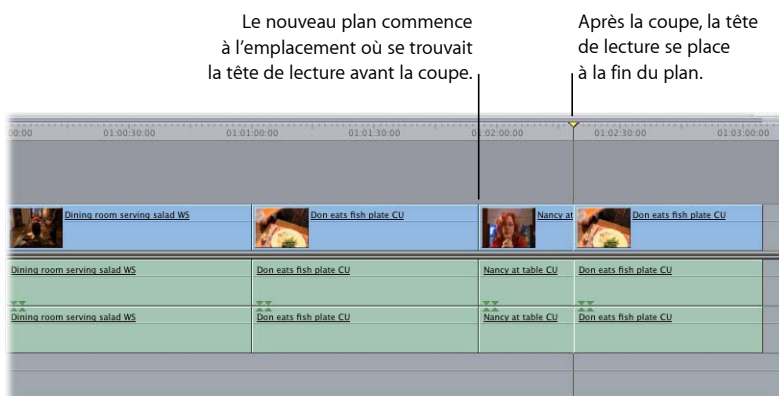 Le nouveau plan commence
à l'emplacement où se trouvait
la tête de lecture avant la coupe.
Après la coupe, la tête
de lecture se place
à la fin du plan.
00:00 01:00:30:00 01:01:00:00 01:01:30:00 01:02:00:00 01:02:30:00 01:03:00:00
Dining room serving salad WS Don eats fish plate CU Nancy at Don eats fish plate CU
Dining room serving salad WS Don eats fish plate CU Nancy at table CU Don eats fish plate CU
Dining room serving salad WS Don eats fish plate CU Nancy at table CU Don eats fish plate CU